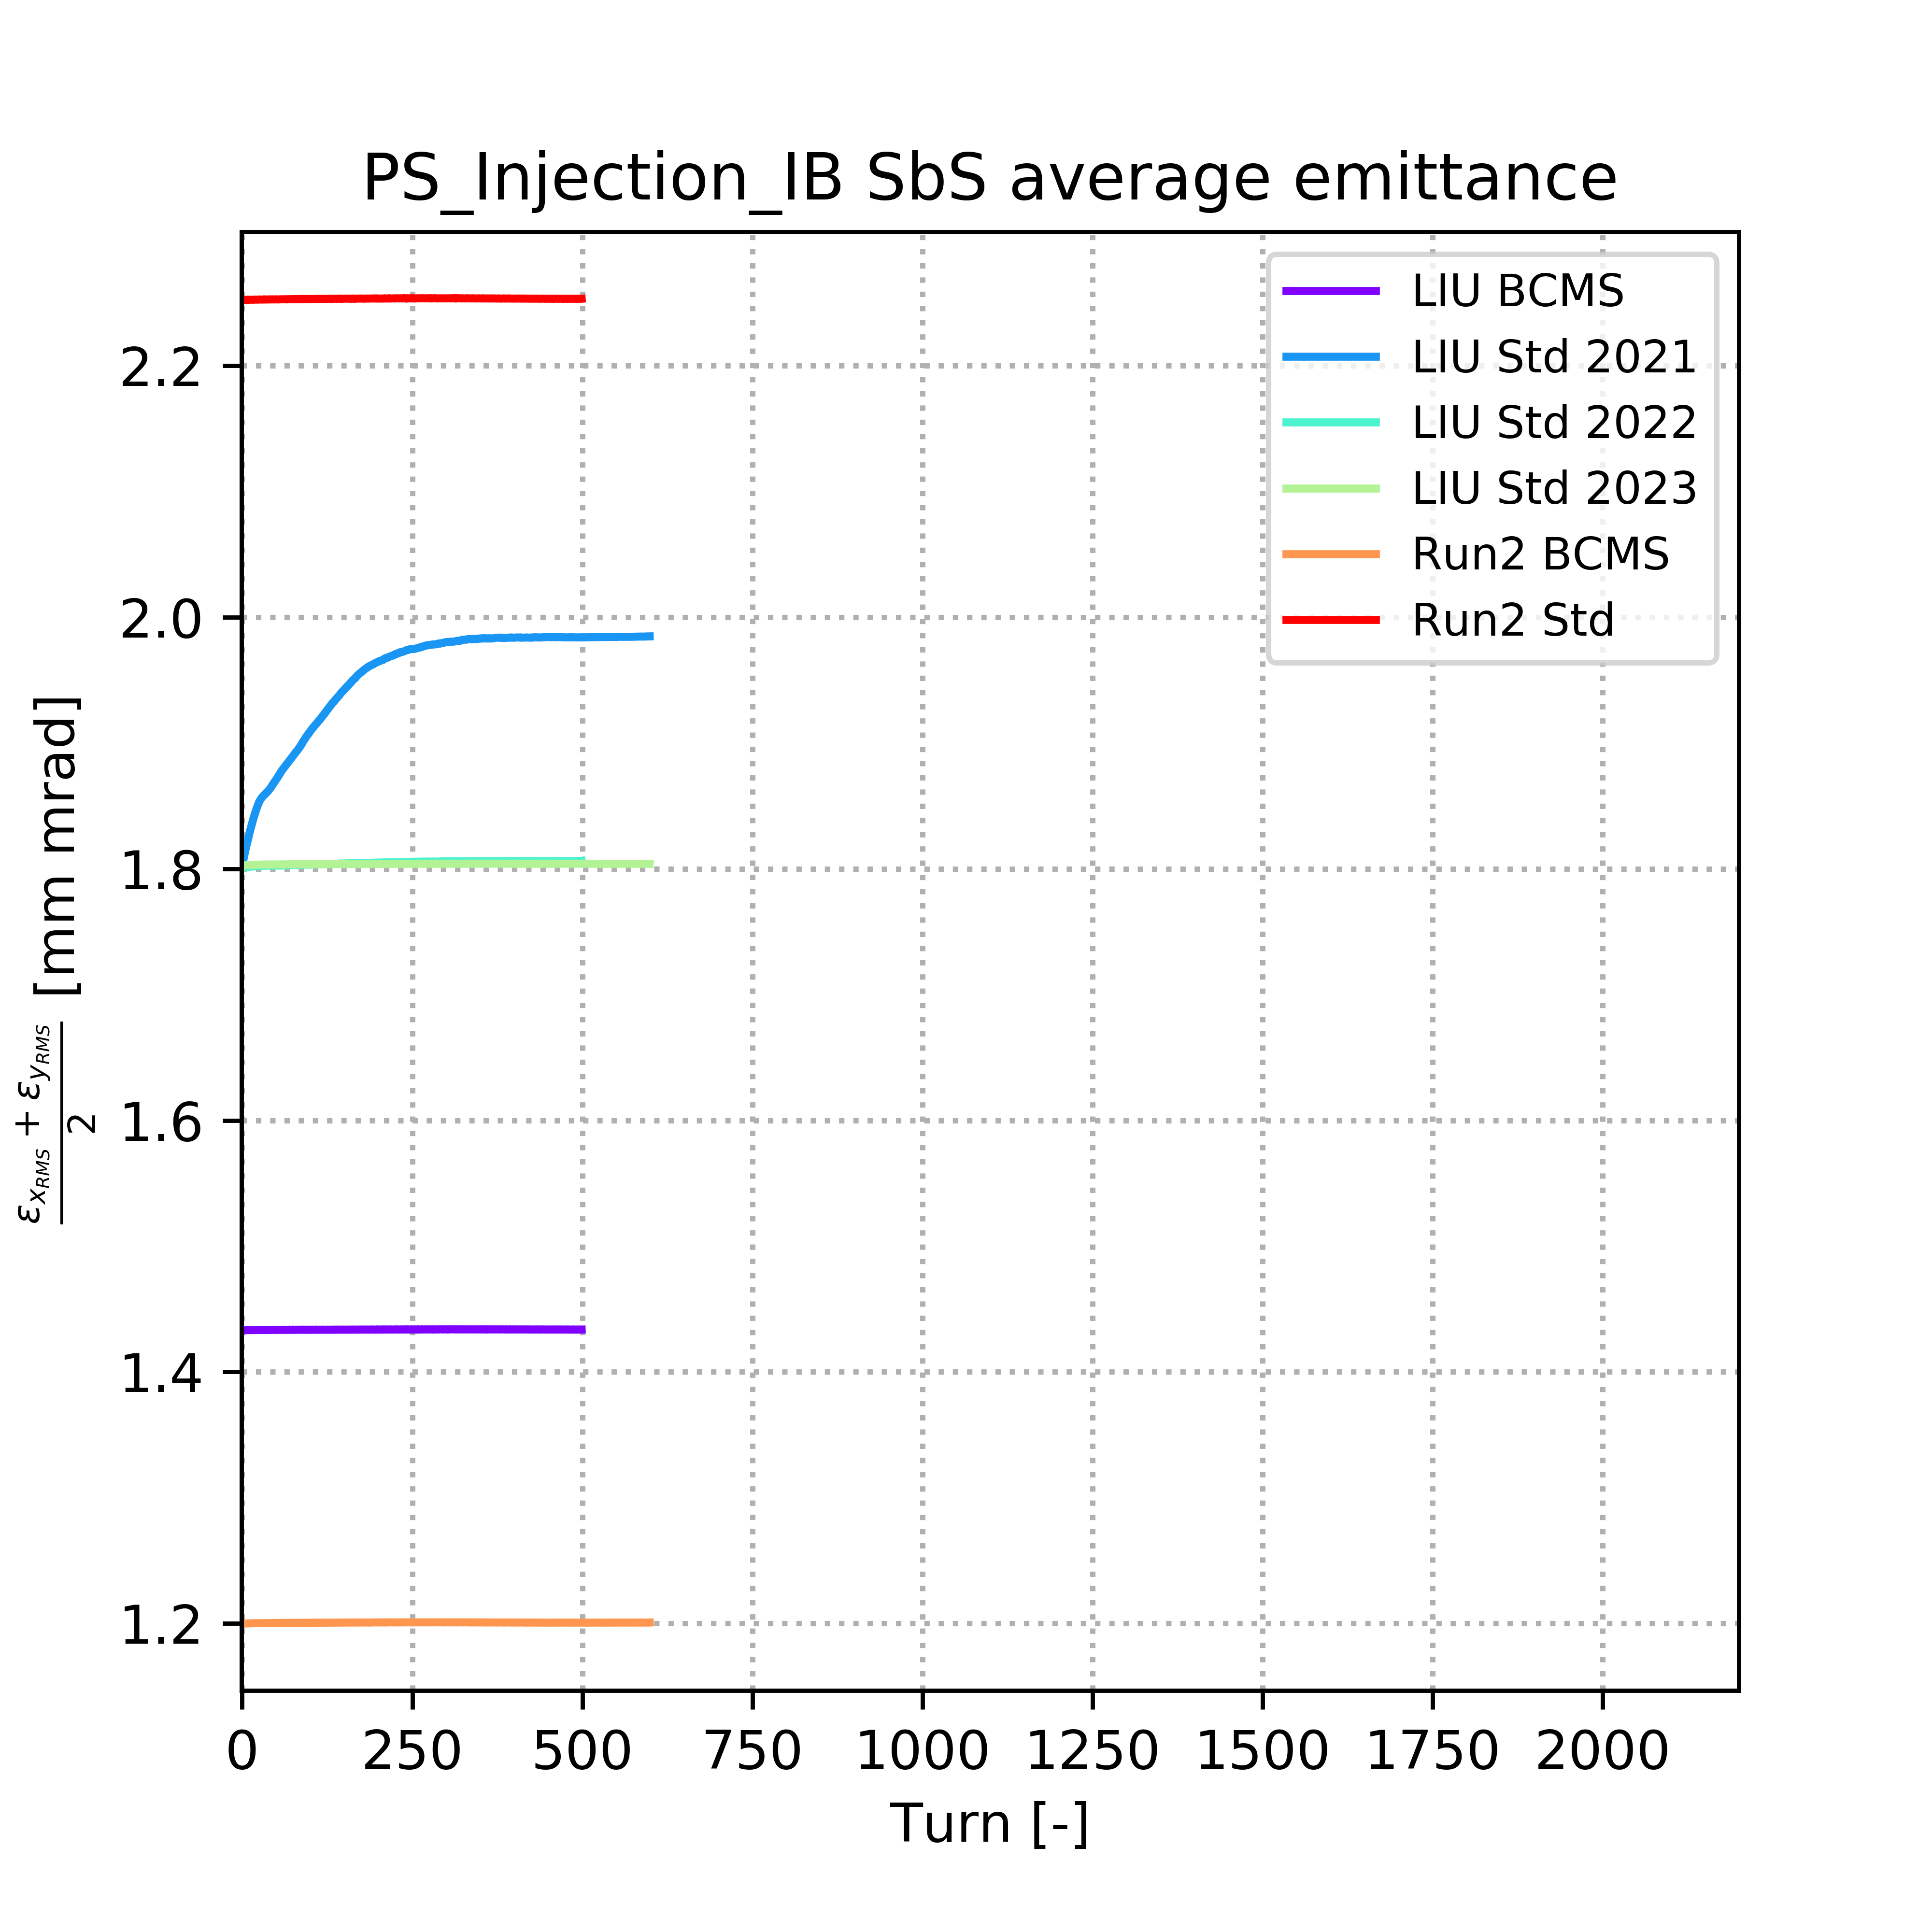 PS_Injection_IB SbS average emittance
LIU BCMS
LIU Std 2021
LIU Std 2022
LIU Std 2023
Run2 BCMS
Run2 Std
2.2
2.0
1.8
1.6
1.4
1.2
ε_{x_{RMS}} + ε_{y_{RMS}} / 2 [mm mrad]
0 250 500 750 1000 1250 1500 1750 2000
Turn [-]